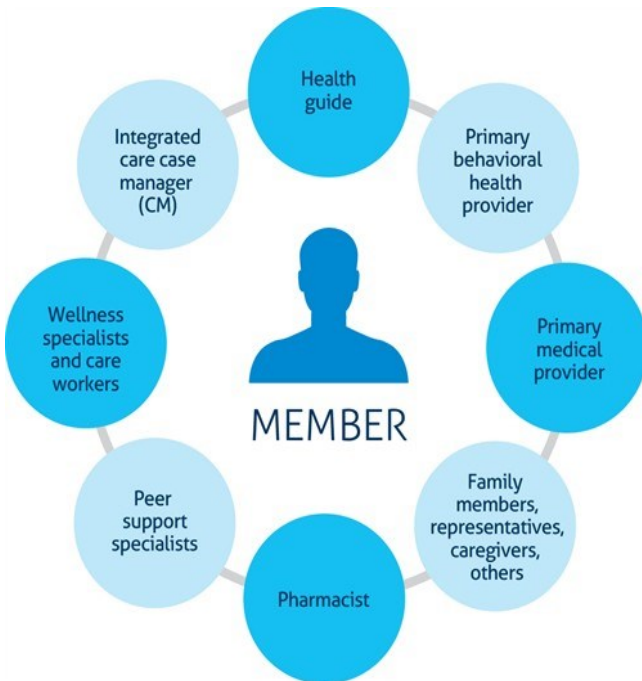 Health
guide
Primary
behavioral
health
provider
Primary
medical
provider
Family
members,
representatives,
caregivers,
others
Pharmacist
Peer
support
specialists
Wellness
specialists
and care
workers
Integrated
care case
manager
(CM)
MEMBER